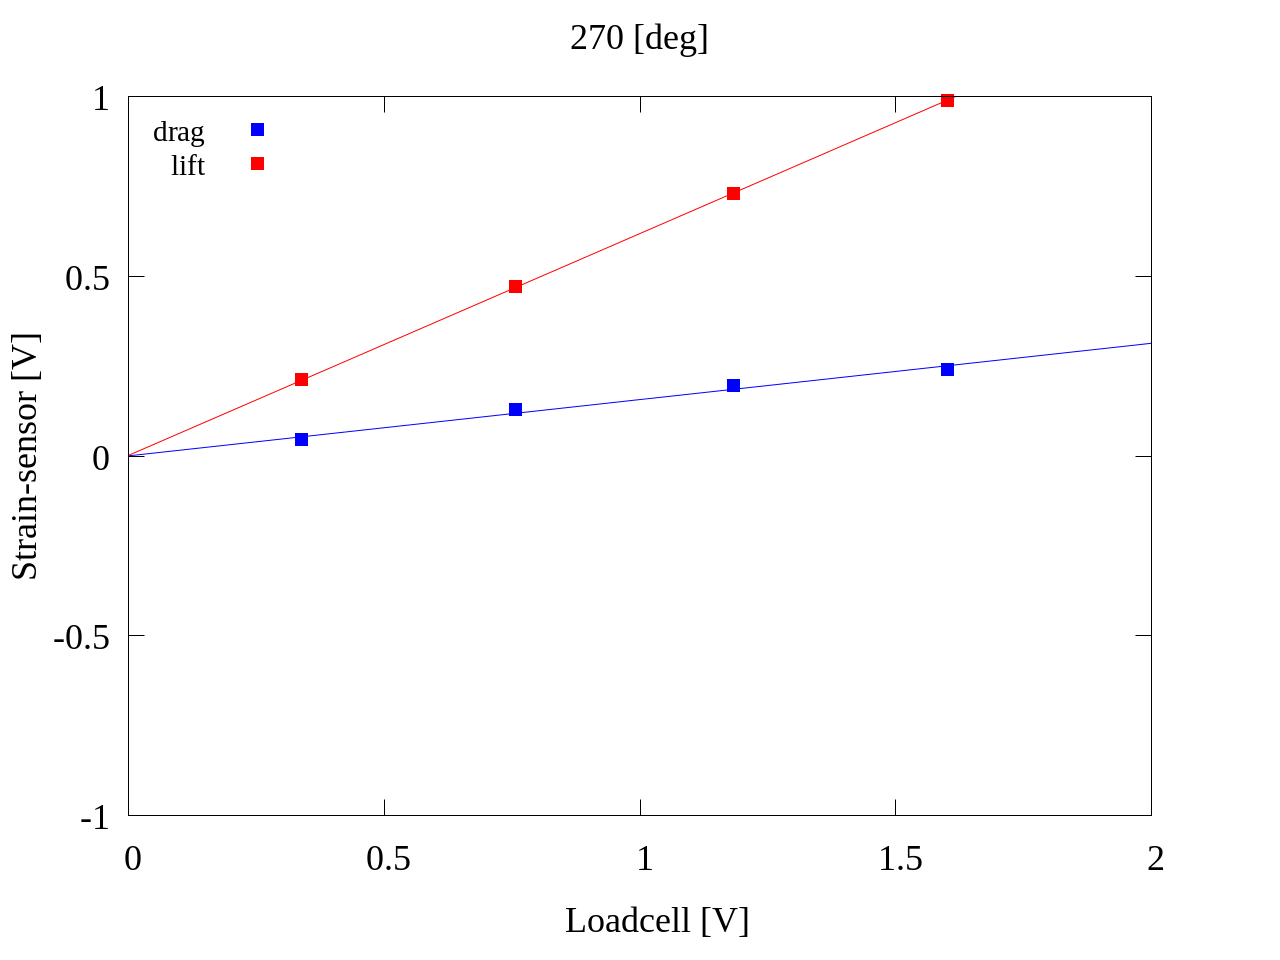 270 [deg]
drag
lift
1
0.5
0
-0.5
-1
Strain-sensor [V]
0 0.5 1 1.5 2
Loadcell [V]